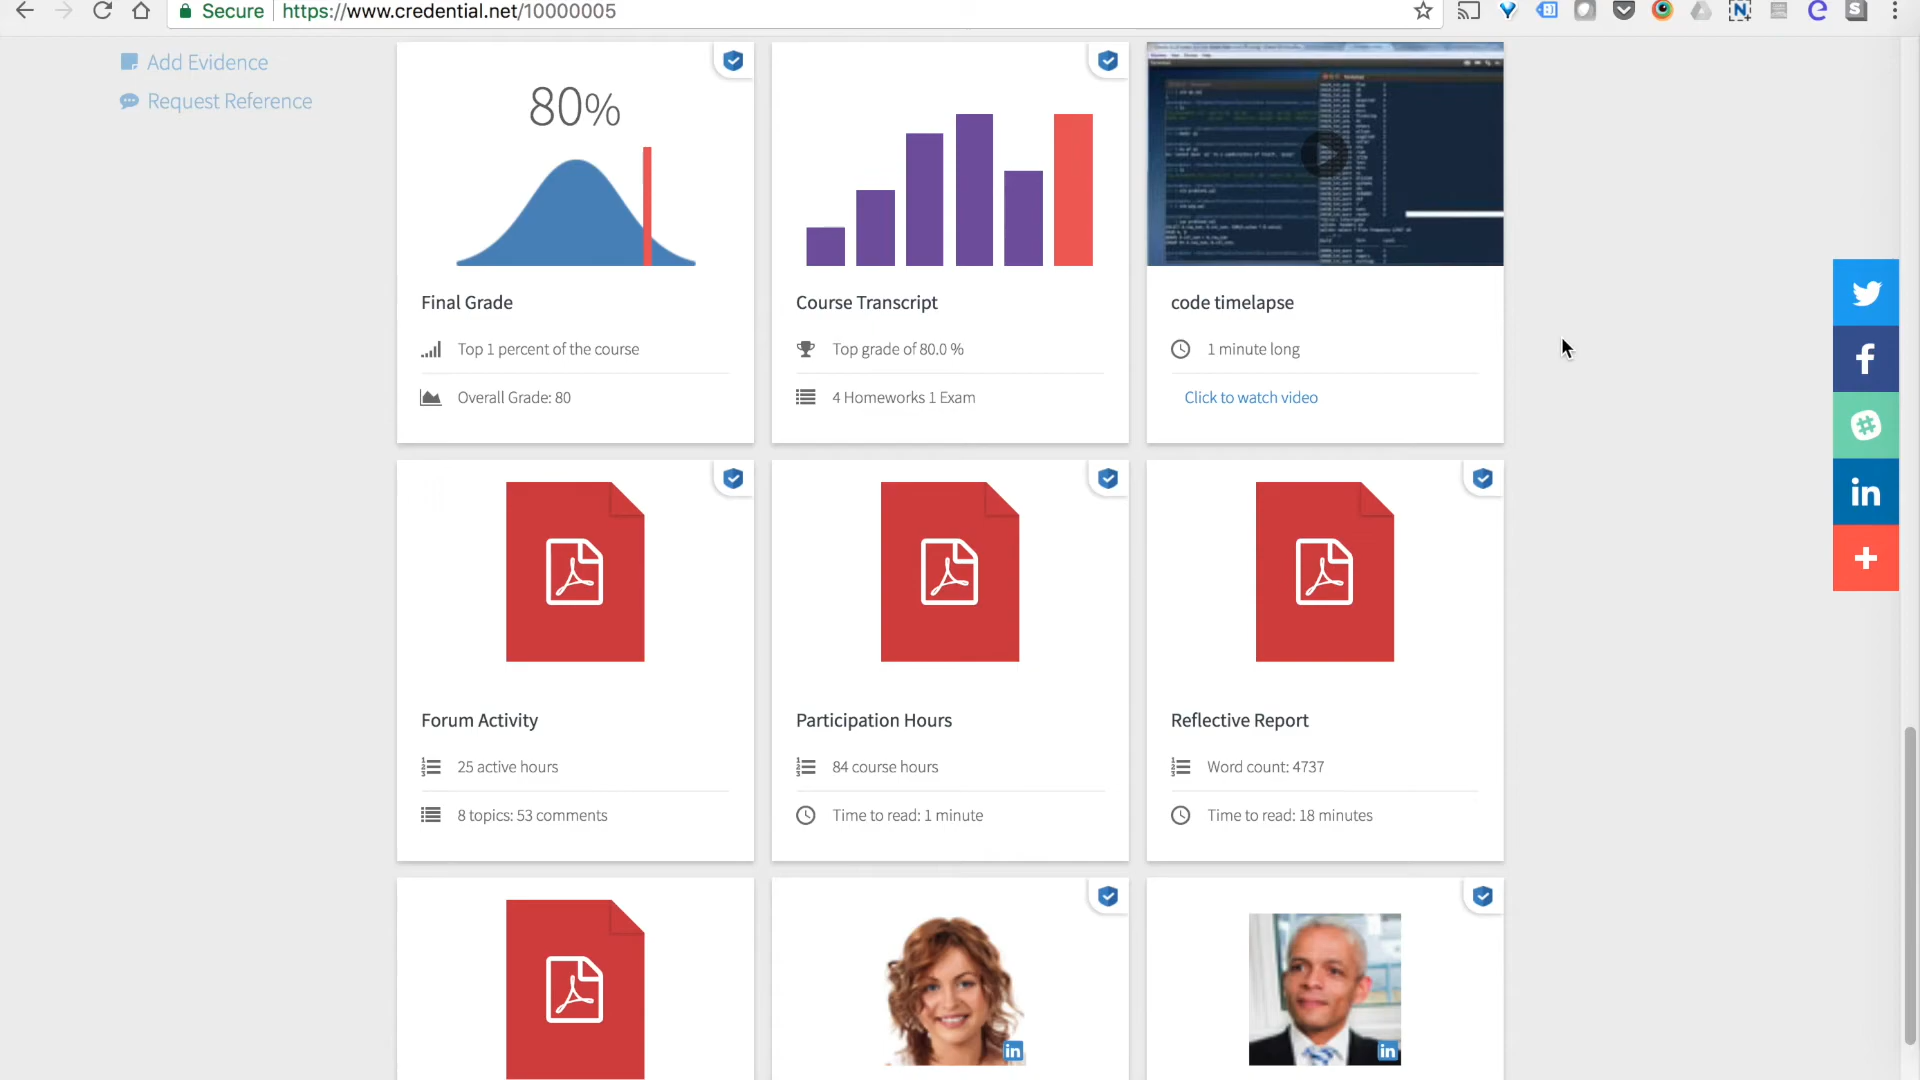 Secure
https://www.credential.net/10000005
Add Evidence
Request Reference
80%
Final Grade
Top 1 percent of the course
Overall Grade: 80
Course Transcript
Top grade of 80.0 %
4 Homeworks 1 Exam
code timelapse
1 minute long
Click to watch video
Forum Activity
25 active hours
8 topics: 53 comments
Participation Hours
84 course hours
Time to read: 1 minute
Reflective Report
Word count: 4737
Time to read: 18 minutes
in
in
in